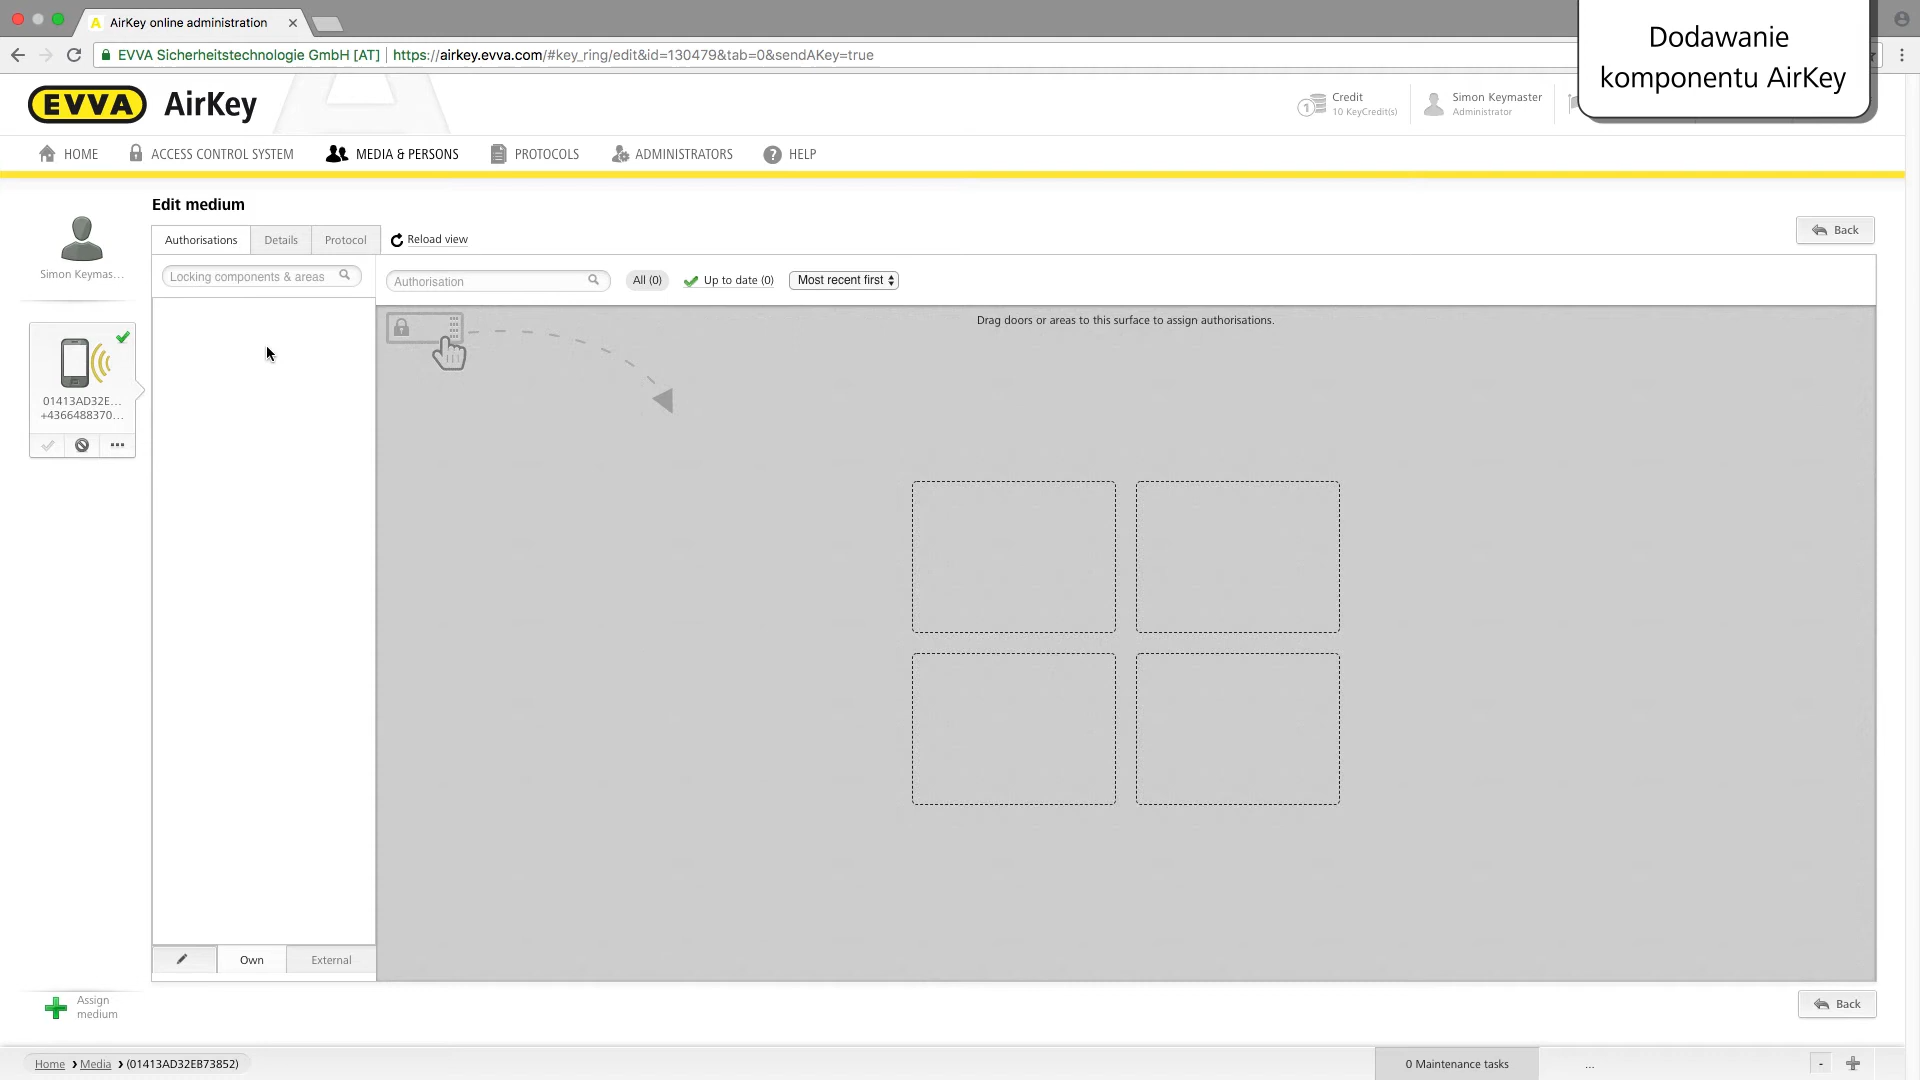 AirKey online administration
EVVA Sicherheitstechnologie GmbH [AT]
https://airkey.evva.com/#key_ring/edit&id=130479&tab=0&sendAKey=true
Dodawanie
komponentu AirKey
EVVA AirKey
Credit
10 KeyCredit(s)
Simon Keymaster
Administrator
HOME
ACCESS CONTROL SYSTEM
MEDIA & PERSONS
PROTOCOLS
ADMINISTRATORS
HELP
Edit medium
Simon Keymas...
Authorisations
Details
Protocol
Reload view
Back
Locking components & areas
Authorisation
All (0)
Up to date (0)
Most recent first
Drag doors or areas to this surface to assign authorisations.
01413AD32E...
+4366488370...
Own
External
Assign
medium
Back
Home
Media
(01413AD32EB73852)
0 Maintenance tasks
...
-